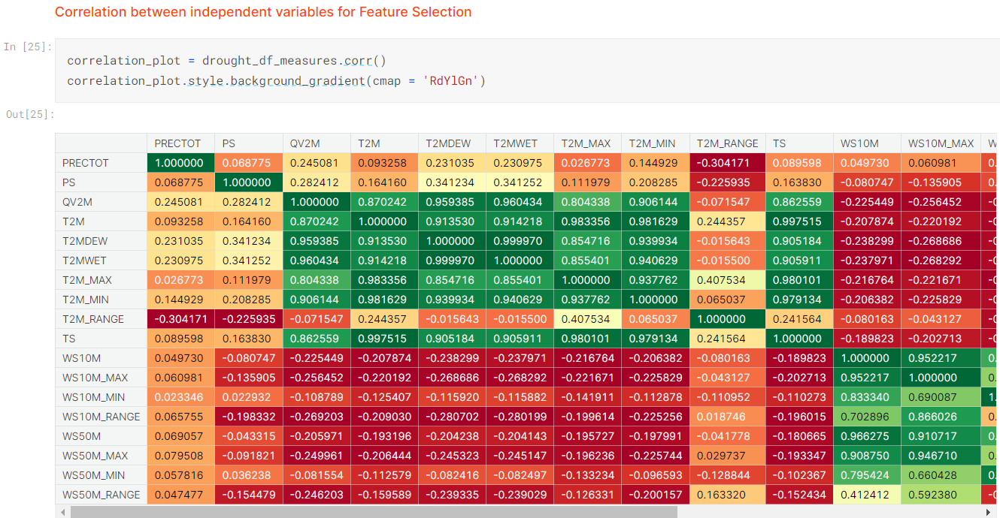 Correlation between independent variables for Feature Selection
In [25]:
correlation_plot = drought_df_measures.corr()
correlation_plot.style.background_gradient(cmap = 'RdYlGn')
Out[25]:
PRECTOT PS QV2M T2M T2MDEW T2MWET T2M_MAX T2M_MIN T2M_RANGE TS WS10M WS10M_MAX W
PRECTOT 1.000000 0.068775 0.245081 0.093258 0.231035 0.230975 0.026773 0.144929 -0.304171 0.089598 0.049730 0.060981 0.
PS 0.068775 1.000000 0.282412 0.164160 0.341234 0.341252 0.111979 0.208285 -0.225935 0.163830 -0.080747 -0.135905 0.
QV2M 0.245081 0.282412 1.000000 0.870242 0.959385 0.960434 0.804338 0.906144 -0.071547 0.862559 -0.225449 -0.256452 -0
T2M 0.093258 0.164160 0.870242 1.000000 0.913530 0.914218 0.983356 0.981629 0.244357 0.997515 -0.207874 -0.220192 -0
T2MDEW 0.231035 0.341234 0.959385 0.913530 1.000000 0.999970 0.854716 0.939934 -0.015643 0.905184 -0.238299 -0.268686 -0
T2MWET 0.230975 0.341252 0.960434 0.914218 0.999970 1.000000 0.855401 0.940629 -0.015500 0.905911 -0.237971 -0.268292 -0
T2M_MAX 0.026773 0.111979 0.804338 0.983356 0.854716 0.855401 1.000000 0.937762 0.407534 0.980101 -0.216764 -0.221671 -0
T2M_MIN 0.144929 0.208285 0.906144 0.981629 0.939934 0.940629 0.937762 1.000000 0.065037 0.979134 -0.206382 -0.225829 -0
T2M_RANGE -0.304171 -0.225935 -0.071547 0.244357 -0.015643 -0.015500 0.407534 0.065037 1.000000 0.241564 -0.080163 -0.043127 -0
TS 0.089598 0.163830 0.862559 0.997515 0.905184 0.905911 0.980101 0.979134 0.241564 1.000000 -0.189823 -0.202713 -0
WS10M 0.049730 -0.080747 -0.225449 -0.207874 -0.238299 -0.237971 -0.216764 -0.206382 -0.080163 -0.189823 1.000000 0.952217 0.
WS10M_MAX 0.060981 -0.135905 -0.256452 -0.220192 -0.268686 -0.268292 -0.221671 -0.225829 -0.043127 -0.202713 0.952217 1.000000 0.
WS10M_MIN 0.023346 0.022932 -0.108789 -0.125407 -0.115920 -0.115882 -0.141911 -0.112878 -0.110952 -0.110273 0.833340 0.690087 1.
WS10M_RANGE 0.065755 -0.198332 -0.269203 -0.209030 -0.280702 -0.280199 -0.199614 -0.225256 0.018746 -0.196015 0.702896 0.866026 0.
WS50M 0.069057 -0.043315 -0.205971 -0.193196 -0.204238 -0.204143 -0.195727 -0.197991 -0.041778 -0.180665 0.966275 0.910717 0.
WS50M_MAX 0.079508 -0.091821 -0.249961 -0.206444 -0.245323 -0.245147 -0.196236 -0.225744 0.029737 -0.193347 0.908750 0.946710 0.
WS50M_MIN 0.057816 0.036238 -0.081554 -0.112579 -0.082416 -0.082497 -0.133234 -0.096593 -0.128844 -0.102367 0.795424 0.660428 0.
WS50M_RANGE 0.047477 -0.154479 -0.246203 -0.159589 -0.239335 -0.239029 -0.126331 -0.200157 0.163320 -0.152434 0.412412 0.592380 -0